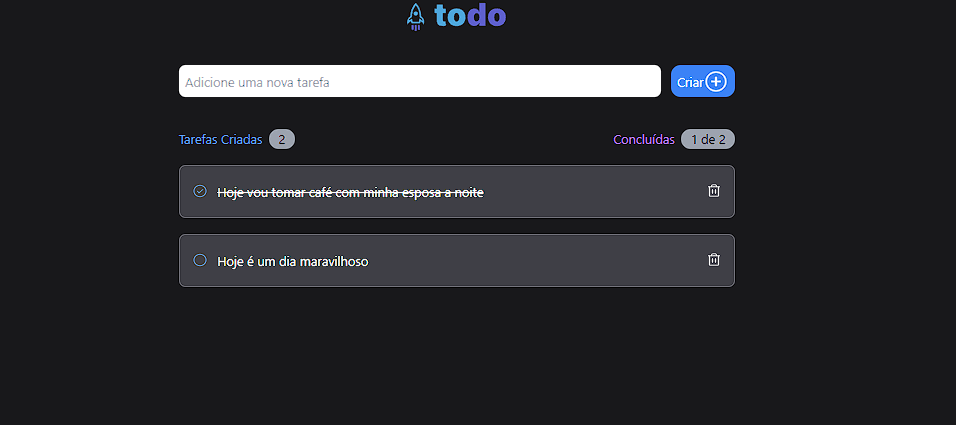 todo
Adicione uma nova tarefa
Criar
Tarefas Criadas 2
Concluídas 1 de 2
Hoje vou tomar café com minha esposa a noite
Hoje é um dia maravilhoso